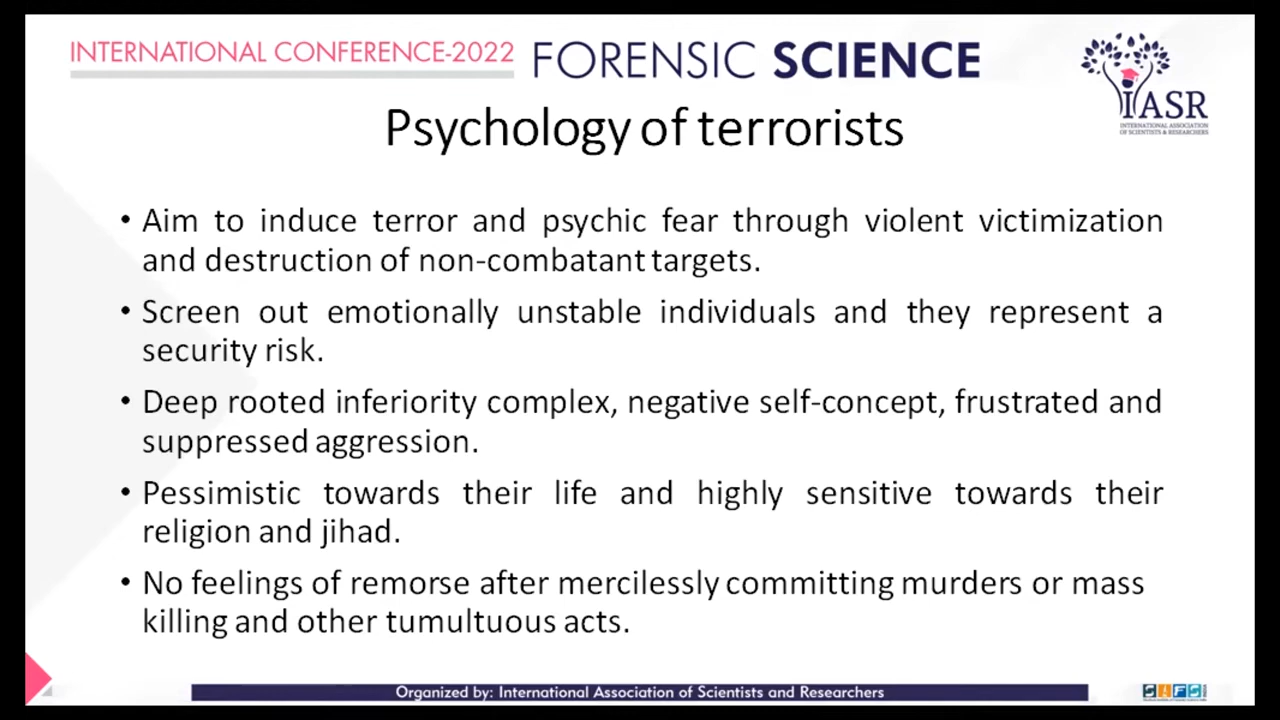 INTERNATIONAL CONFERENCE-2022 FORENSIC SCIENCE
IASR
INTERNATIONAL ASSOCIATION
OF SCIENTISTS & RESEARCHERS
Psychology of terrorists
• Aim to induce terror and psychic fear through violent victimization
and destruction of non-combatant targets.
• Screen out emotionally unstable individuals and they represent a
security risk.
• Deep rooted inferiority complex, negative self-concept, frustrated and
suppressed aggression.
• Pessimistic towards their life and highly sensitive towards their
religion and jihad.
• No feelings of remorse after mercilessly committing murders or mass
killing and other tumultuous acts.
Organized by: International Association of Scientists and Researchers
SIFS